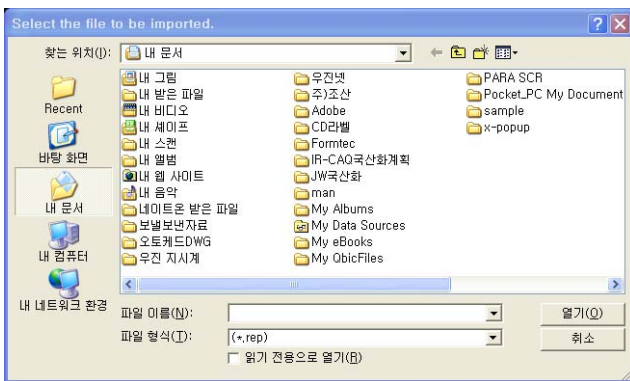 Select the file to be imported.
찾는 위치(I):
내 문서
Recent
바탕 화면
내 문서
내 컴퓨터
내 네트워크 환경
내 그림
내 받은 파일
내 비디오
내 셰이프
내 스캔
내 앨범
내 웹 사이트
내 음악
네이트온 받은 파일
보낼보낸자료
오토케드DWG
우진 지시계
우진넷
주)조산
Adobe
CD라벨
Formtec
IR-CAQ국산화계획
JW국산화
man
My Albums
My Data Sources
My eBooks
My QbicFiles
PARA SCR
Pocket_PC My Document
sample
x-popup
파일 이름(N):
열기(O)
파일 형식(T):
(*.rep)
취소
읽기 전용으로 열기(R)